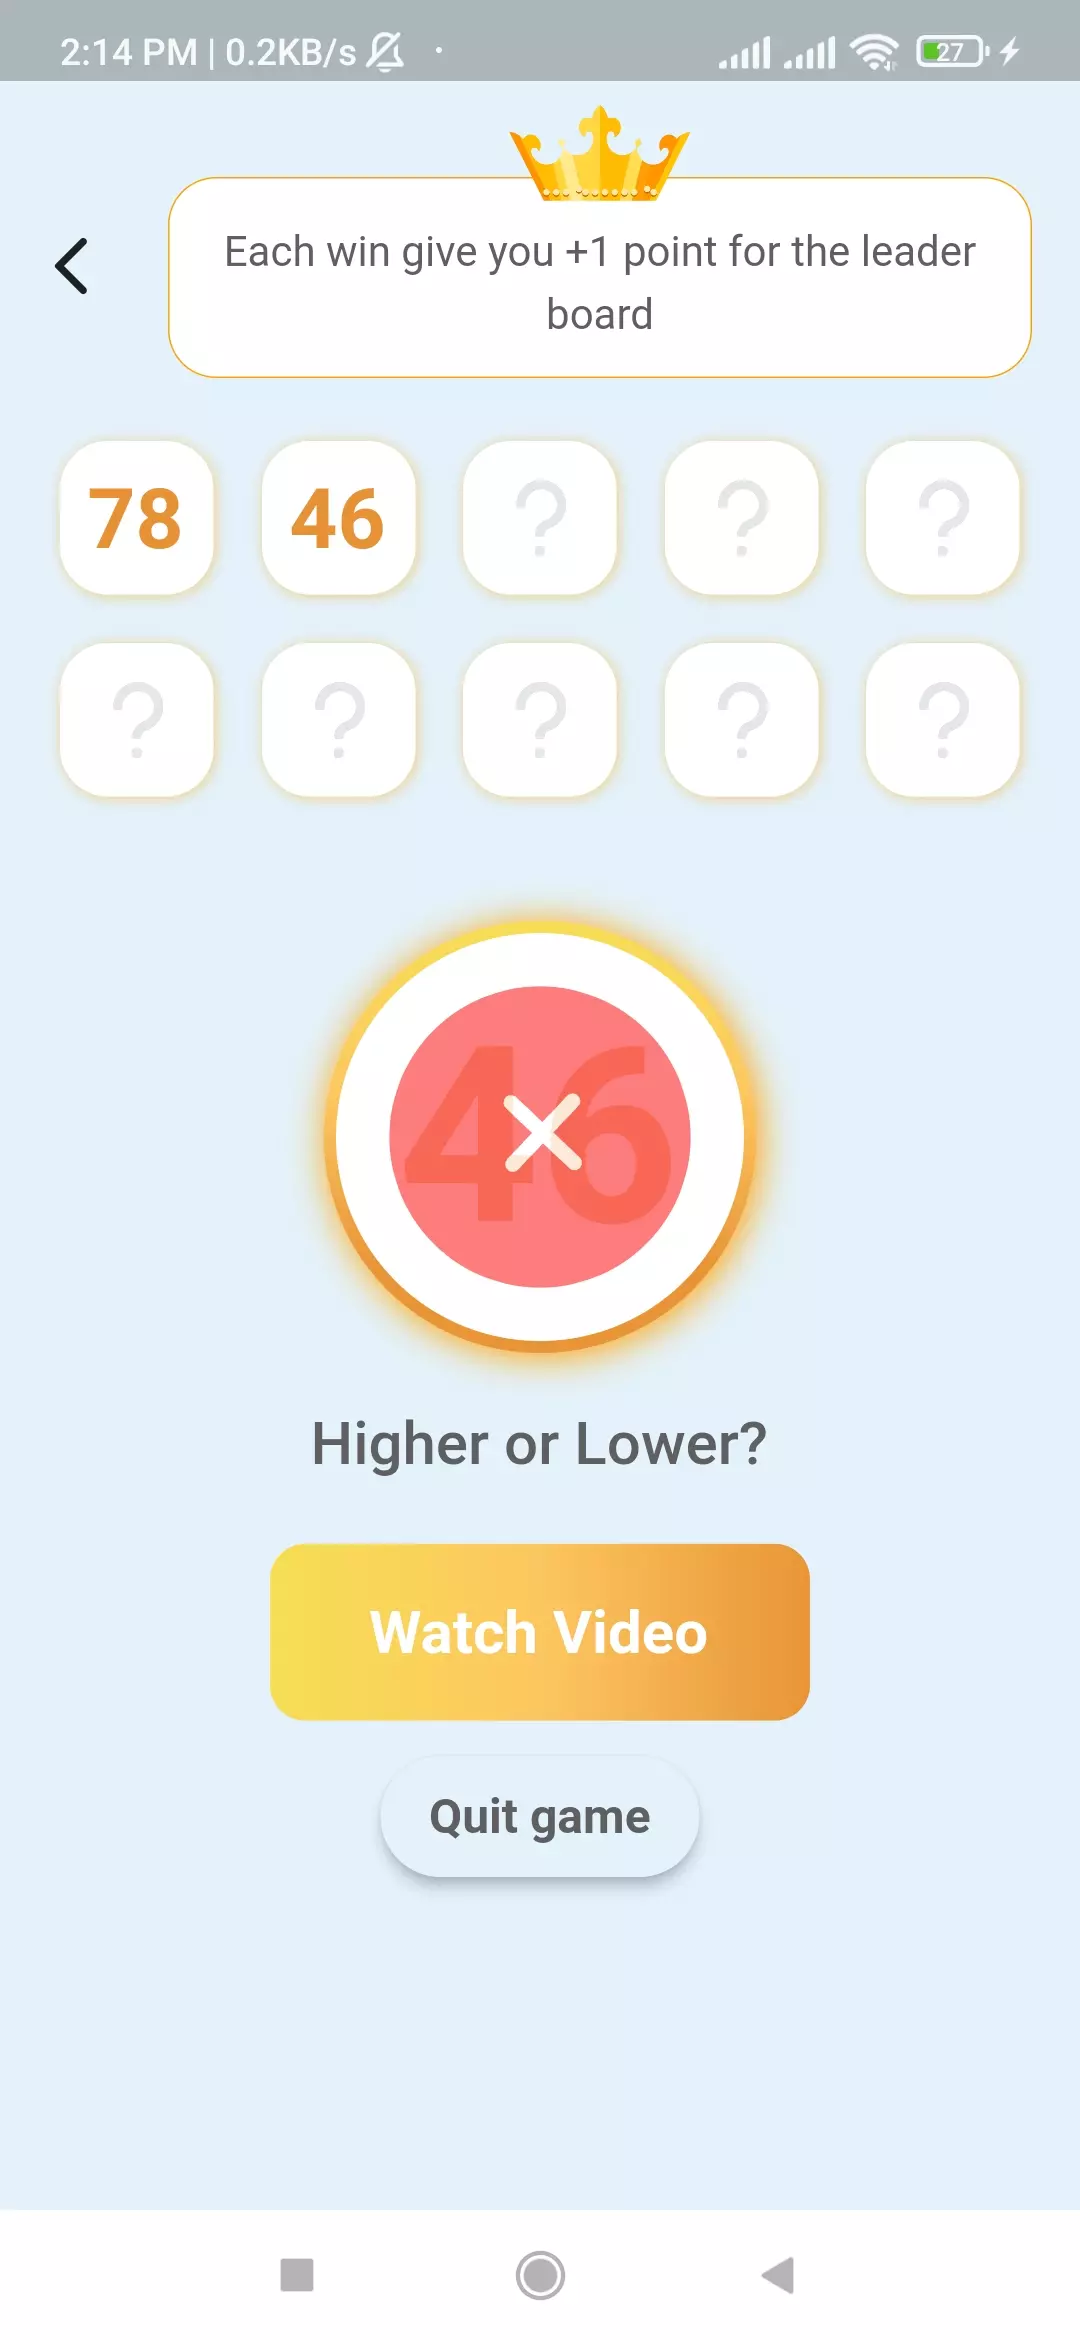 2:14 PM | 0.2KB/s
27
Each win give you +1 point for the leader
board
78 46 ? ? ?
? ? ? ? ?
46
Higher or Lower?
Watch Video
Quit game